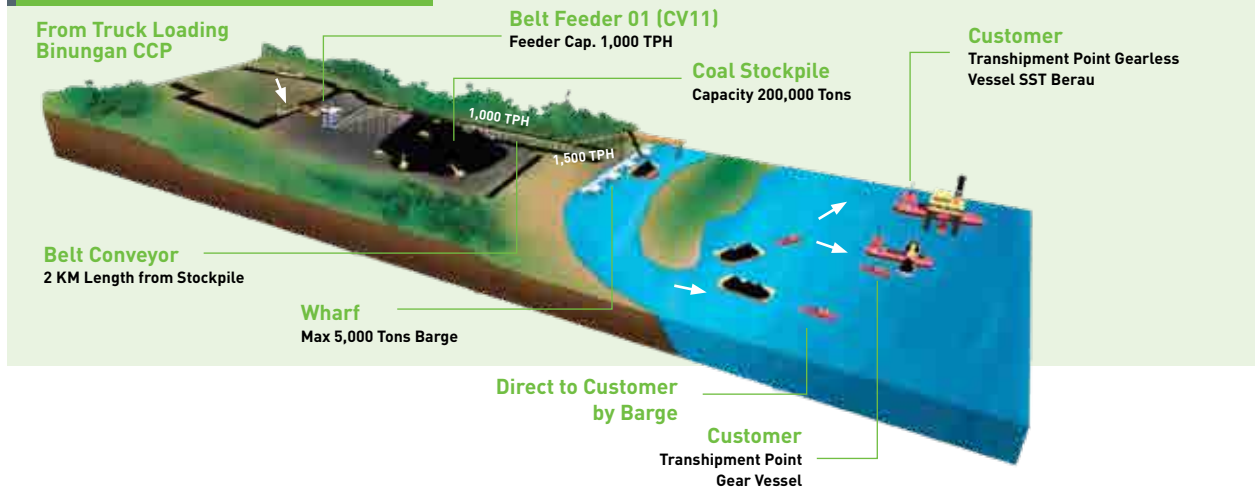 From Truck Loading
Binungan CCP
Belt Feeder 01 (CV11)
Feeder Cap. 1,000 TPH
Customer
Transhipment Point Gearless
Vessel SST Berau
Coal Stockpile
Capacity 200,000 Tons
1,000 TPH
1,500 TPH
Belt Conveyor
2 KM Length from Stockpile
Wharf
Max 5,000 Tons Barge
Direct to Customer
by Barge
Customer
Transhipment Point
Gear Vessel